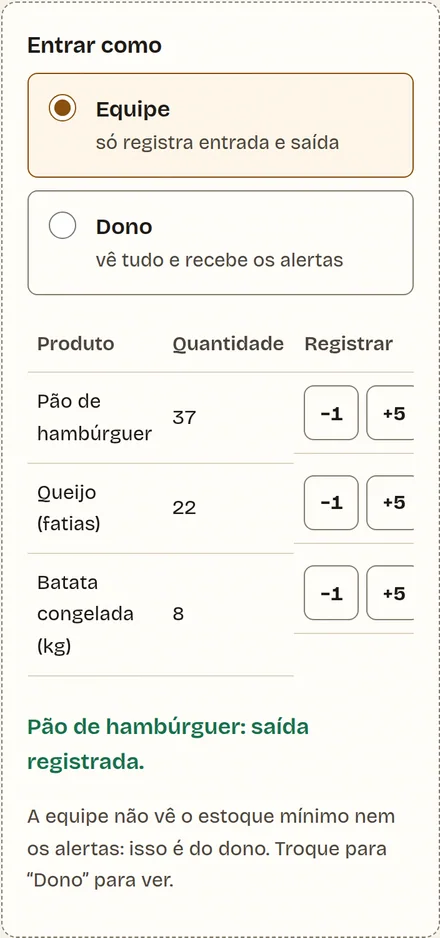 Entrar como
Equipe
só registra entrada e saída
Dono
vê tudo e recebe os alertas
Produto Quantidade Registrar
Pão de
hambúrguer 37 −1 +5
Queijo
(fatias) 22 −1 +5
Batata
congelada
(kg) 8 −1 +5
Pão de hambúrguer: saída
registrada.
A equipe não vê o estoque mínimo nem
os alertas: isso é do dono. Troque para
“Dono” para ver.